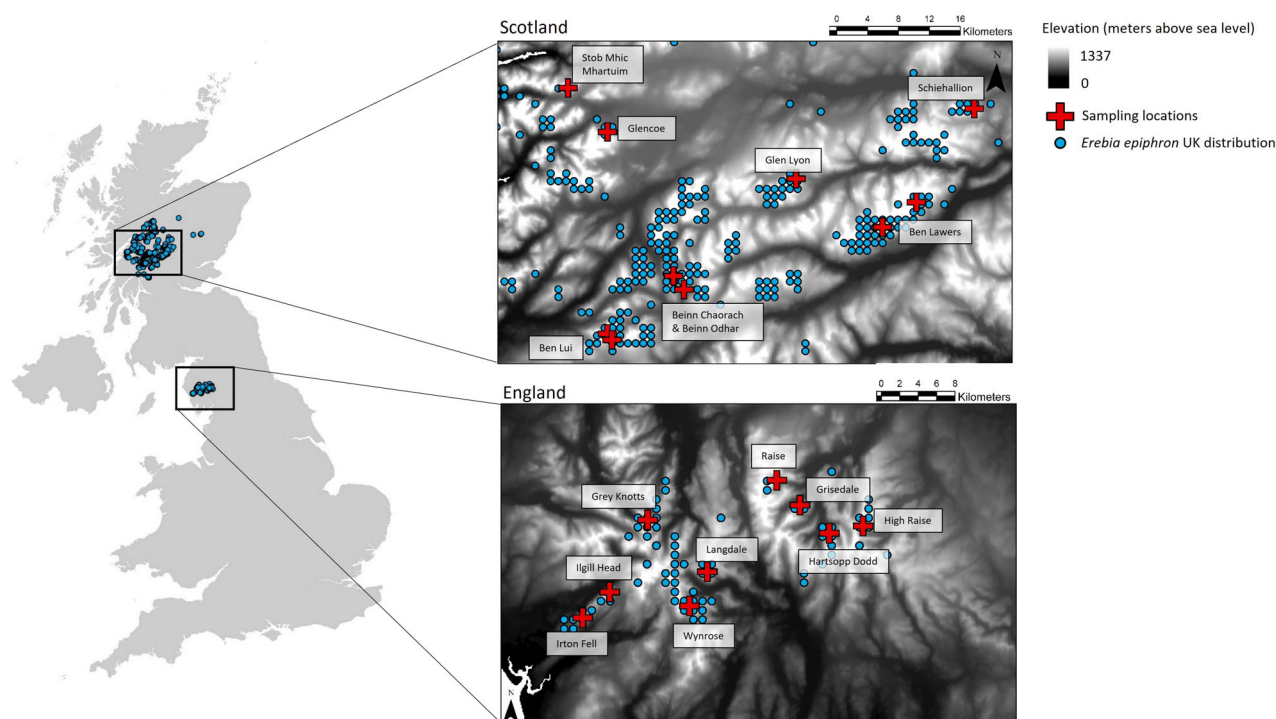 Scotland
0 4 8 12 16
Kilometers
N
Stob Mhic
Mhartuim
Glencoe
Schiehallion
Glen Lyon
Ben Lawers
Beinn Chaorach
& Beinn Odhar
Ben Lui
Elevation (meters above sea level)
1337
0
Sampling locations
Erebia epiphron UK distribution
England
0 2 4 6 8
Kilometers
Raise
Grisedale
Grey Knotts
High Raise
Langdale
Hartsopp Dodd
Ilgill Head
Wynrose
Irton Fell
N